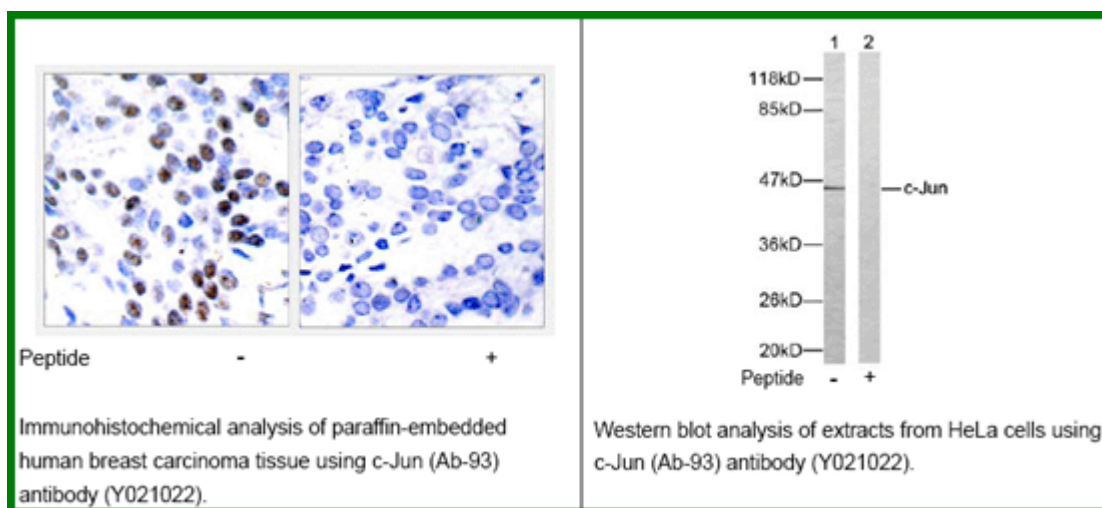 Peptide - +
Immunohistochemical analysis of paraffin-embedded
human breast carcinoma tissue using c-Jun (Ab-93)
antibody (Y021022).
1 2
118kD
85kD
47kD
c-Jun
36kD
26kD
20kD
Peptide - +
Western blot analysis of extracts from HeLa cells using
c-Jun (Ab-93) antibody (Y021022).